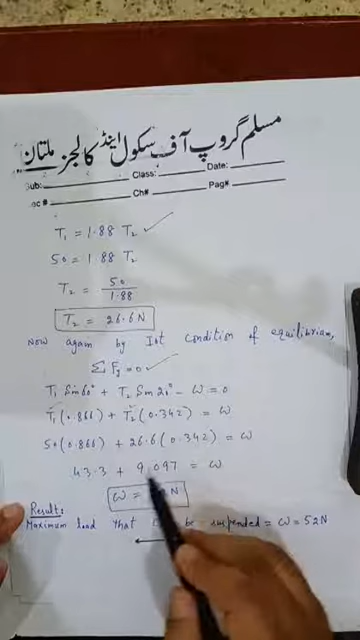 مسلم گروپ آف سکول اینڈ کالجز ملتان
Sub: Class: Date:
Ch# Pag#
T₁ = 1.88 T₂
50 = 1.88 T₂
T₂ = 50/1.88
T₂ = 26.6 N
Now again by Ist condition of equilibrium,
ΣFy = 0
T₁ Sin60° + T₂ Sin20° - ω = 0
T₁(0.866) + T₂(0.342) = ω
50(0.866) + 26.6(0.342) = ω
43.3 + 9.097 = ω
ω = N
Result:
Maximum load that be suspended = ω = 52N